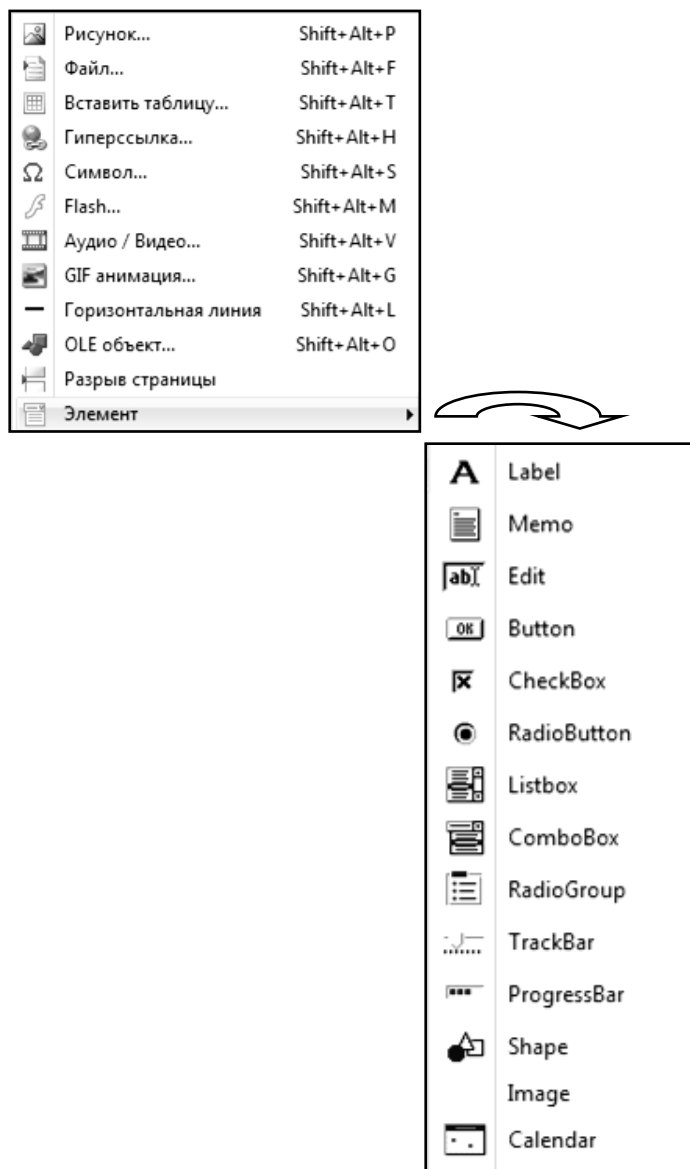 Рисунок... Shift+Alt+P
Файл... Shift+Alt+F
Вставить таблицу... Shift+Alt+T
Гиперссылка... Shift+Alt+H
Символ... Shift+Alt+S
Flash... Shift+Alt+M
Аудио / Видео... Shift+Alt+V
GIF анимация... Shift+Alt+G
Горизонтальная линия Shift+Alt+L
OLE объект... Shift+Alt+O
Разрыв страницы
Элемент
Label
Memo
Edit
Button
CheckBox
RadioButton
Listbox
ComboBox
RadioGroup
TrackBar
ProgressBar
Shape
Image
Calendar